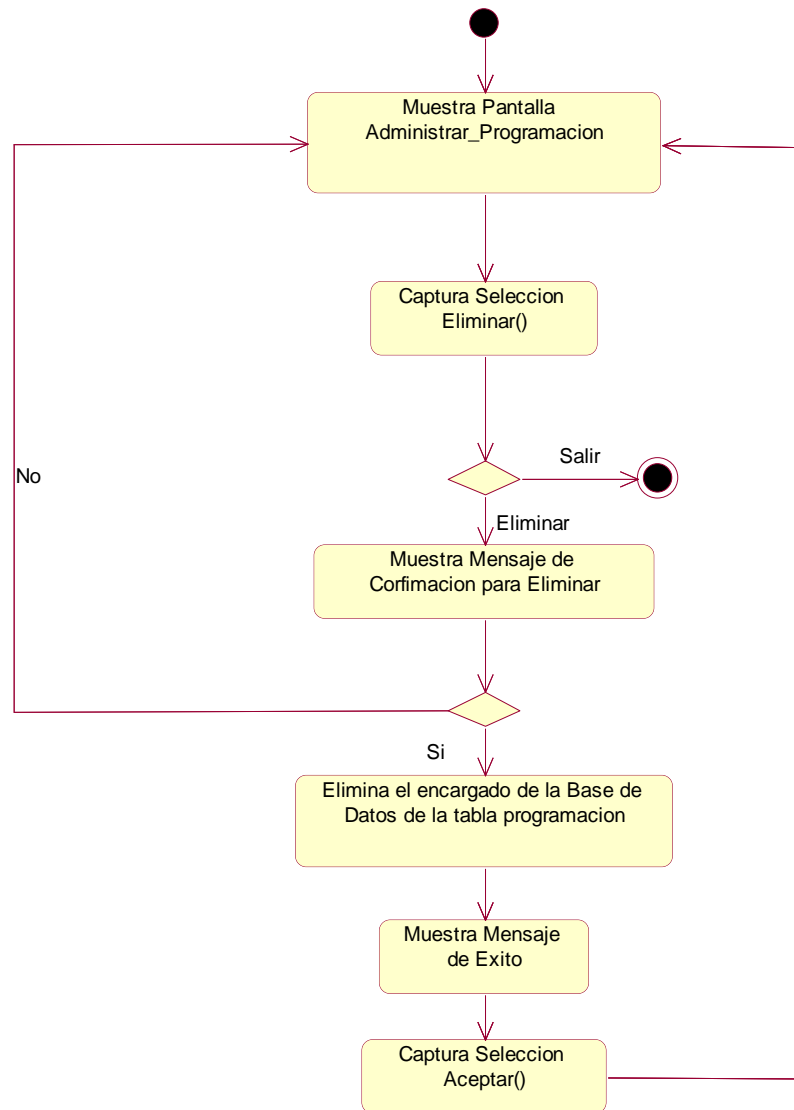 Muestra Pantalla
Administrar_Programacion
Captura Seleccion
Eliminar()
Salir
No
Eliminar
Muestra Mensaje de
Corfimacion para Eliminar
Si
Elimina el encargado de la Base de
Datos de la tabla programacion
Muestra Mensaje
de Exito
Captura Seleccion
Aceptar()